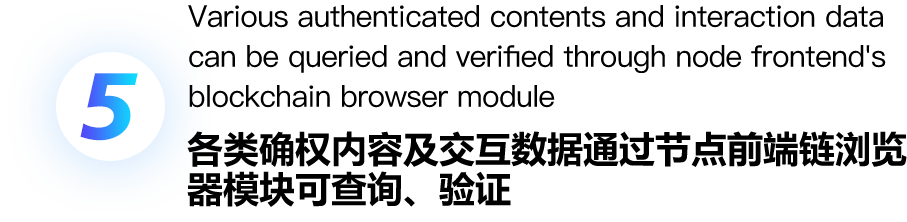 5
Various authenticated contents and interaction data
can be queried and verified through node frontend's
blockchain browser module
各类确权内容及交互数据通过节点前端链浏览
器模块可查询、验证